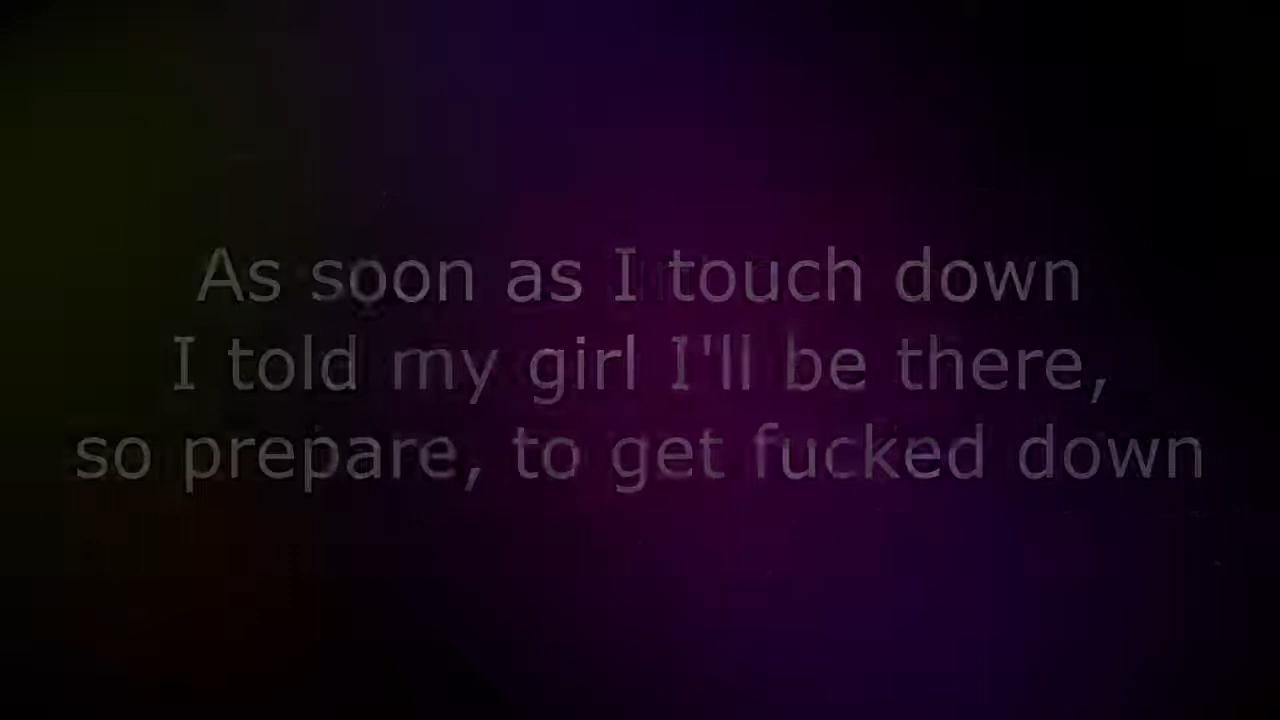 As soon as I touch down
I told my girl I'll be there,
so prepare, to get fucked down